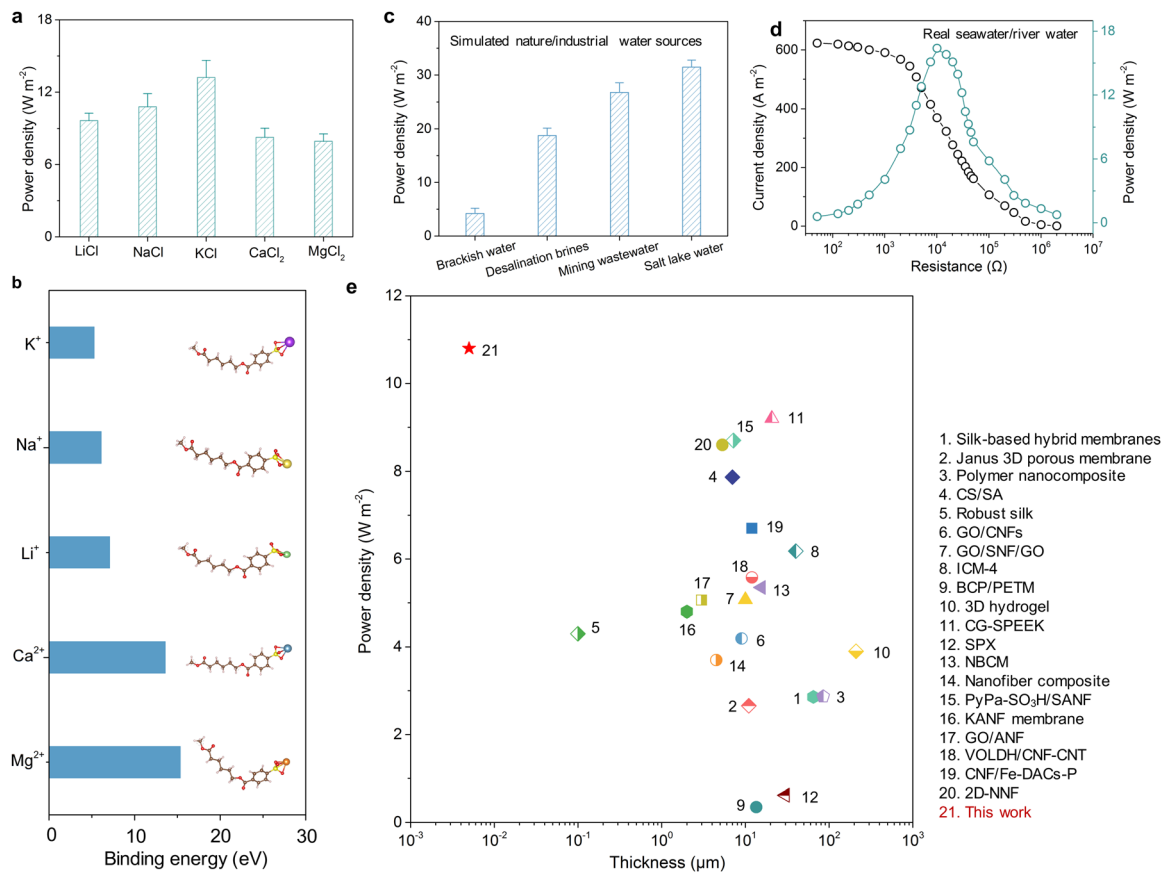 a
18
12
6
0
Power density (W m⁻²)
LiCl
NaCl
KCl
CaCl₂
MgCl₂
c
Simulated nature/industrial water sources
40
30
20
10
0
Power density (W m⁻²)
Brackish water
Desalination brines
Mining wastewater
Salt lake water
d
Real seawater/river water
600
400
200
0
Current density (A m⁻²)
18
12
6
0
Power density (W m⁻²)
10²
10³
10⁴
10⁵
10⁶
10⁷
Resistance (Ω)
b
K⁺
Na⁺
Li⁺
Ca²⁺
Mg²⁺
0
10
20
30
Binding energy (eV)
e
12
10
8
6
4
2
0
Power density (W m⁻²)
21
11
15
20
4
19
8
18
13
17
7
16
5
6
10
14
1
3
2
12
9
10⁻³
10⁻²
10⁻¹
10⁰
10¹
10²
10³
Thickness (μm)
1. Silk-based hybrid membranes
2. Janus 3D porous membrane
3. Polymer nanocomposite
4. CS/SA
5. Robust silk
6. GO/CNFs
7. GO/SNF/GO
8. ICM-4
9. BCP/PETM
10. 3D hydrogel
11. CG-SPEEK
12. SPX
13. NBCM
14. Nanofiber composite
15. PyPa-SO₃H/SANF
16. KANF membrane
17. GO/ANF
18. VOLDH/CNF-CNT
19. CNF/Fe-DACs-P
20. 2D-NNF
21. This work